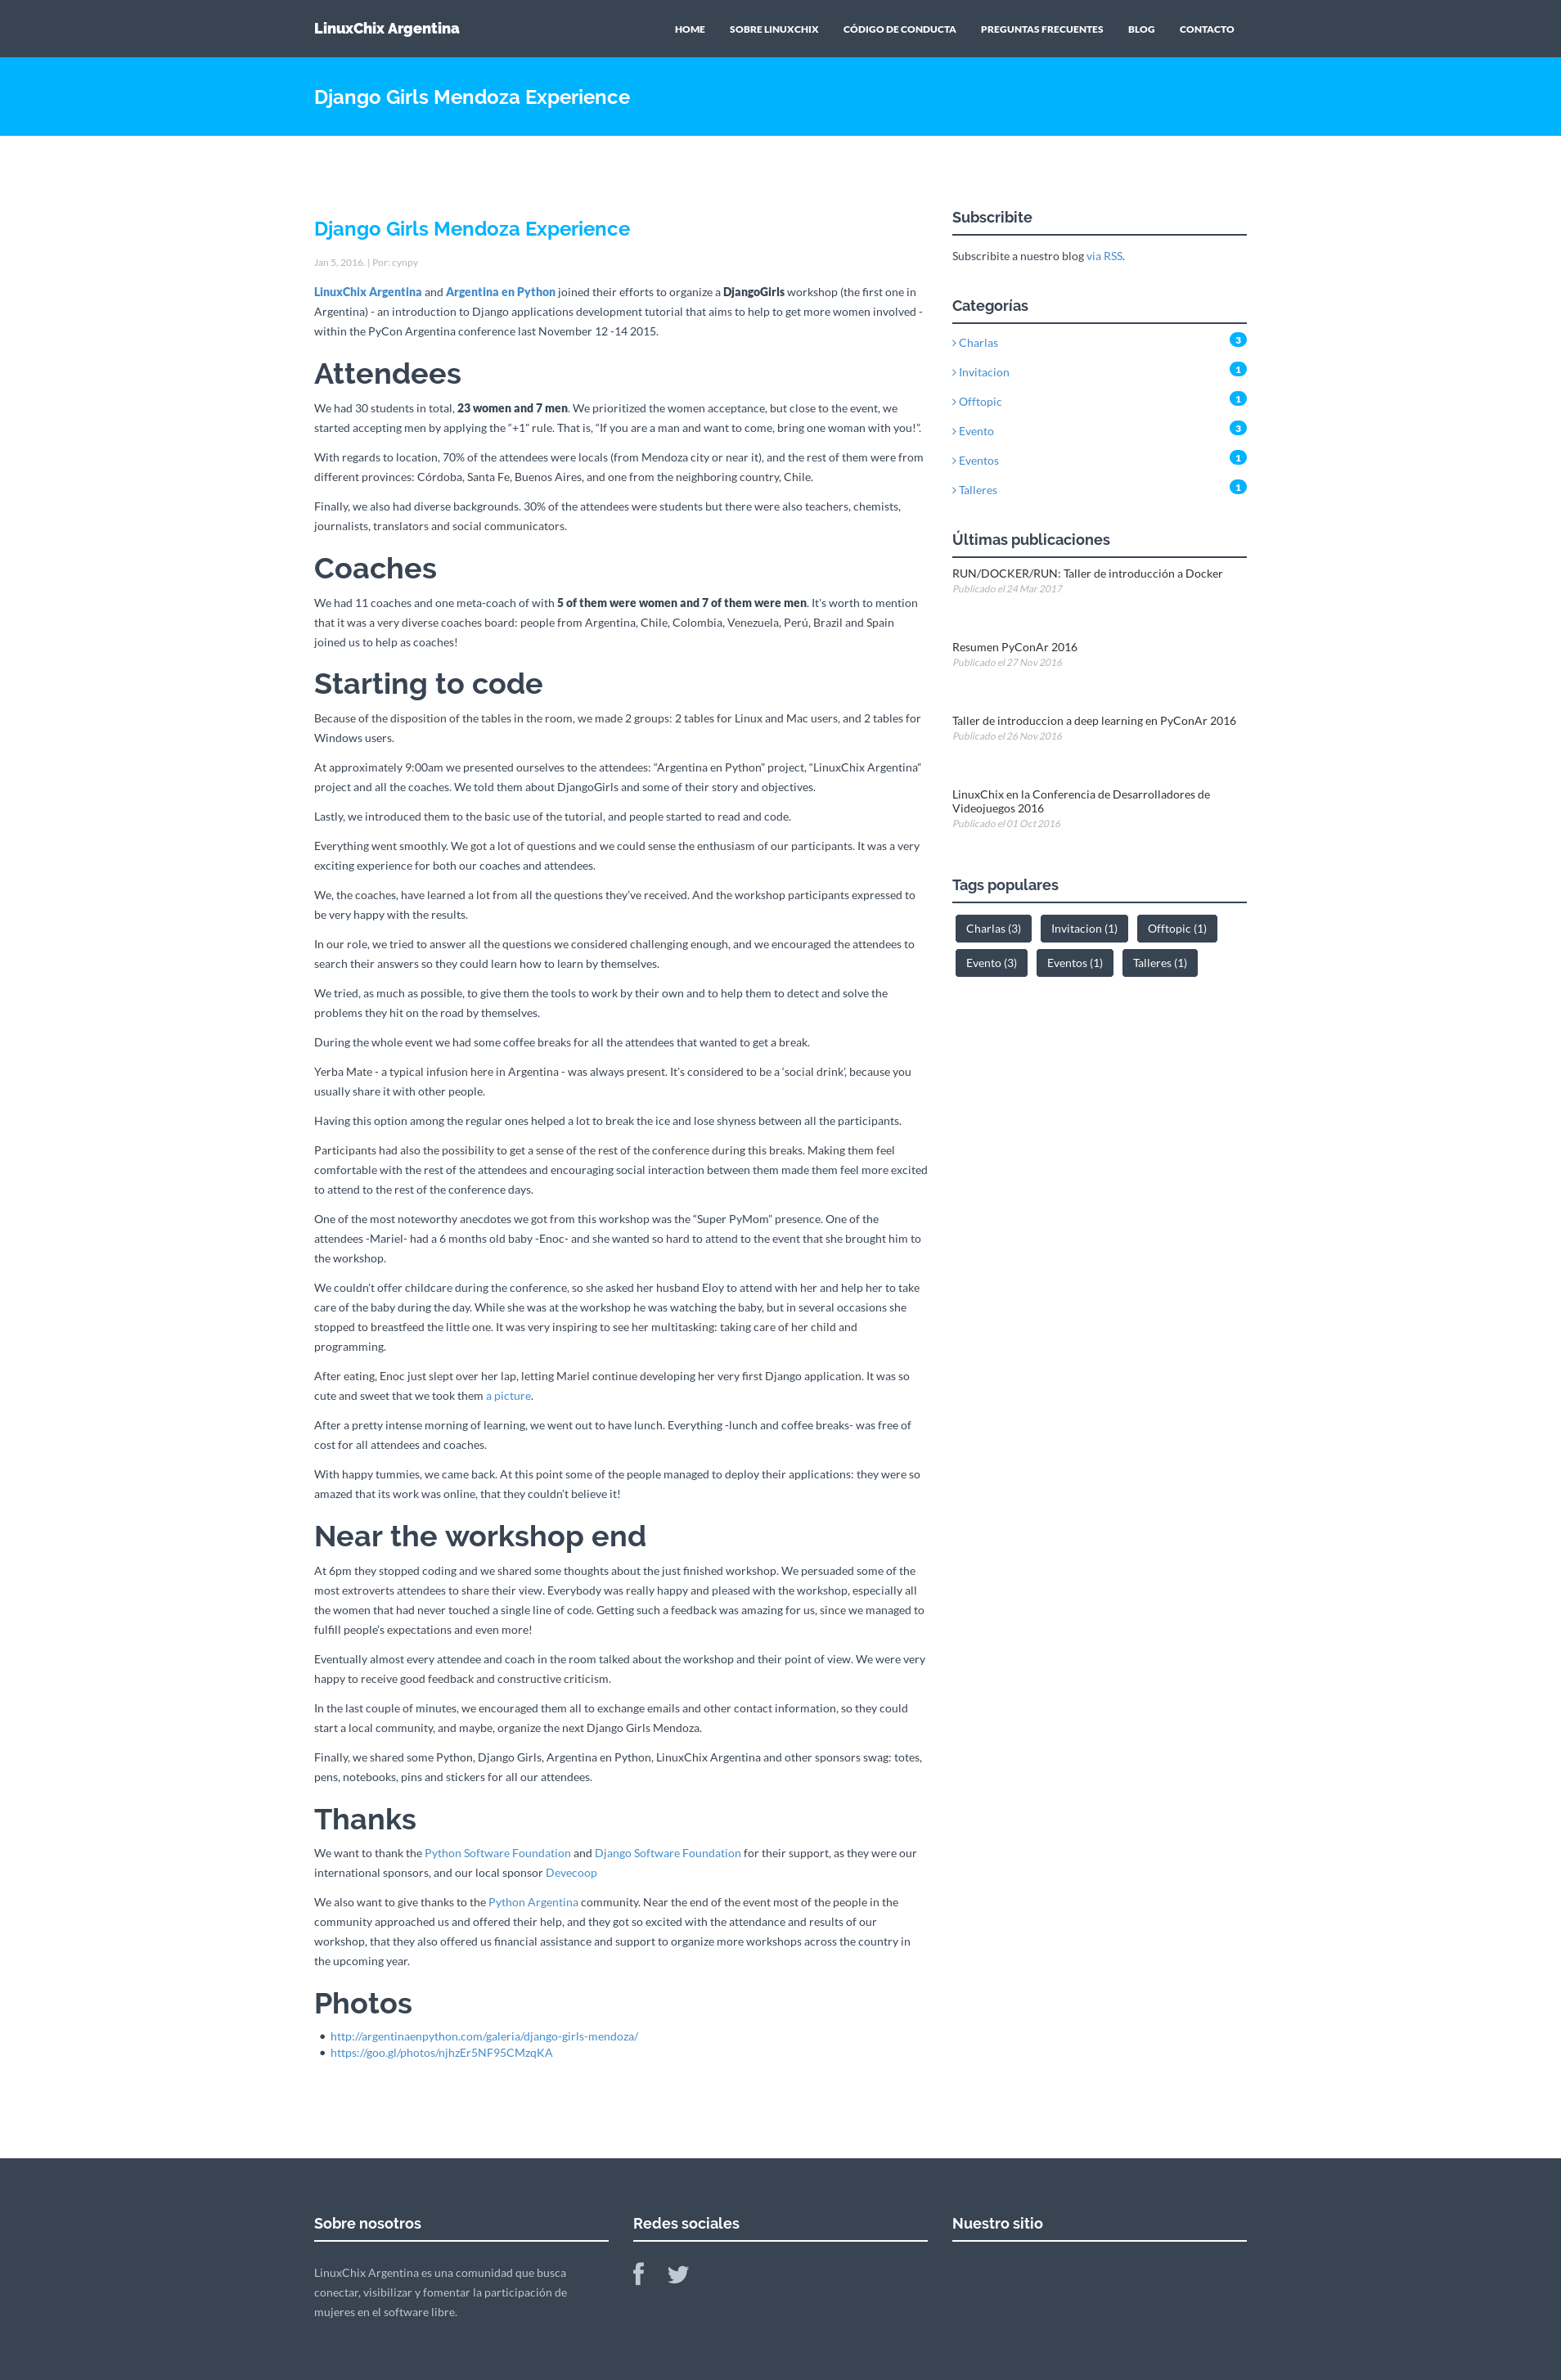 LinuxChix Argentina
HOME SOBRE LINUXCHIX CÓDIGO DE CONDUCTA PREGUNTAS FRECUENTES BLOG CONTACTO
Django Girls Mendoza Experience
Django Girls Mendoza Experience
Jan 5, 2016. | Por: cynpy
LinuxChix Argentina and Argentina en Python joined their efforts to organize a DjangoGirls workshop (the first one in
Argentina) - an introduction to Django applications development tutorial that aims to help to get more women involved -
within the PyCon Argentina conference last November 12 -14 2015.
Attendees
We had 30 students in total, 23 women and 7 men. We prioritized the women acceptance, but close to the event, we
started accepting men by applying the “+1” rule. That is, “If you are a man and want to come, bring one woman with you!”.
With regards to location, 70% of the attendees were locals (from Mendoza city or near it), and the rest of them were from
different provinces: Córdoba, Santa Fe, Buenos Aires, and one from the neighboring country, Chile.
Finally, we also had diverse backgrounds. 30% of the attendees were students but there were also teachers, chemists,
journalists, translators and social communicators.
Coaches
We had 11 coaches and one meta-coach of with 5 of them were women and 7 of them were men. It’s worth to mention
that it was a very diverse coaches board: people from Argentina, Chile, Colombia, Venezuela, Perú, Brazil and Spain
joined us to help as coaches!
Starting to code
Because of the disposition of the tables in the room, we made 2 groups: 2 tables for Linux and Mac users, and 2 tables for
Windows users.
At approximately 9:00am we presented ourselves to the attendees: “Argentina en Python” project, “LinuxChix Argentina”
project and all the coaches. We told them about DjangoGirls and some of their story and objectives.
Lastly, we introduced them to the basic use of the tutorial, and people started to read and code.
Everything went smoothly. We got a lot of questions and we could sense the enthusiasm of our participants. It was a very
exciting experience for both our coaches and attendees.
We, the coaches, have learned a lot from all the questions they’ve received. And the workshop participants expressed to
be very happy with the results.
In our role, we tried to answer all the questions we considered challenging enough, and we encouraged the attendees to
search their answers so they could learn how to learn by themselves.
We tried, as much as possible, to give them the tools to work by their own and to help them to detect and solve the
problems they hit on the road by themselves.
During the whole event we had some coffee breaks for all the attendees that wanted to get a break.
Yerba Mate - a typical infusion here in Argentina - was always present. It’s considered to be a ‘social drink’, because you
usually share it with other people.
Having this option among the regular ones helped a lot to break the ice and lose shyness between all the participants.
Participants had also the possibility to get a sense of the rest of the conference during this breaks. Making them feel
comfortable with the rest of the attendees and encouraging social interaction between them made them feel more excited
to attend to the rest of the conference days.
One of the most noteworthy anecdotes we got from this workshop was the “Super PyMom” presence. One of the
attendees -Mariel- had a 6 months old baby -Enoc- and she wanted so hard to attend to the event that she brought him to
the workshop.
We couldn’t offer childcare during the conference, so she asked her husband Eloy to attend with her and help her to take
care of the baby during the day. While she was at the workshop he was watching the baby, but in several occasions she
stopped to breastfeed the little one. It was very inspiring to see her multitasking: taking care of her child and
programming.
After eating, Enoc just slept over her lap, letting Mariel continue developing her very first Django application. It was so
cute and sweet that we took them a picture.
After a pretty intense morning of learning, we went out to have lunch. Everything -lunch and coffee breaks- was free of
cost for all attendees and coaches.
With happy tummies, we came back. At this point some of the people managed to deploy their applications: they were so
amazed that its work was online, that they couldn’t believe it!
Near the workshop end
At 6pm they stopped coding and we shared some thoughts about the just finished workshop. We persuaded some of the
most extroverts attendees to share their view. Everybody was really happy and pleased with the workshop, especially all
the women that had never touched a single line of code. Getting such a feedback was amazing for us, since we managed to
fulfill people’s expectations and even more!
Eventually almost every attendee and coach in the room talked about the workshop and their point of view. We were very
happy to receive good feedback and constructive criticism.
In the last couple of minutes, we encouraged them all to exchange emails and other contact information, so they could
start a local community, and maybe, organize the next Django Girls Mendoza.
Finally, we shared some Python, Django Girls, Argentina en Python, LinuxChix Argentina and other sponsors swag: totes,
pens, notebooks, pins and stickers for all our attendees.
Thanks
We want to thank the Python Software Foundation and Django Software Foundation for their support, as they were our
international sponsors, and our local sponsor Devecoop
We also want to give thanks to the Python Argentina community. Near the end of the event most of the people in the
community approached us and offered their help, and they got so excited with the attendance and results of our
workshop, that they also offered us financial assistance and support to organize more workshops across the country in
the upcoming year.
Photos
• http://argentinaenpython.com/galeria/django-girls-mendoza/
• https://goo.gl/photos/njhzEr5NF95CMzqKA
Subscribite
Subscribite a nuestro blog via RSS.
Categorías
Charlas 3
Invitacion 1
Offtopic 1
Evento 3
Eventos 1
Talleres 1
Últimas publicaciones
RUN/DOCKER/RUN: Taller de introducción a Docker
Publicado el 24 Mar 2017
Resumen PyConAr 2016
Publicado el 27 Nov 2016
Taller de introduccion a deep learning en PyConAr 2016
Publicado el 26 Nov 2016
LinuxChix en la Conferencia de Desarrolladores de
Videojuegos 2016
Publicado el 01 Oct 2016
Tags populares
Charlas (3) Invitacion (1) Offtopic (1)
Evento (3) Eventos (1) Talleres (1)
Sobre nosotros
LinuxChix Argentina es una comunidad que busca
conectar, visibilizar y fomentar la participación de
mujeres en el software libre.
Redes sociales
Nuestro sitio